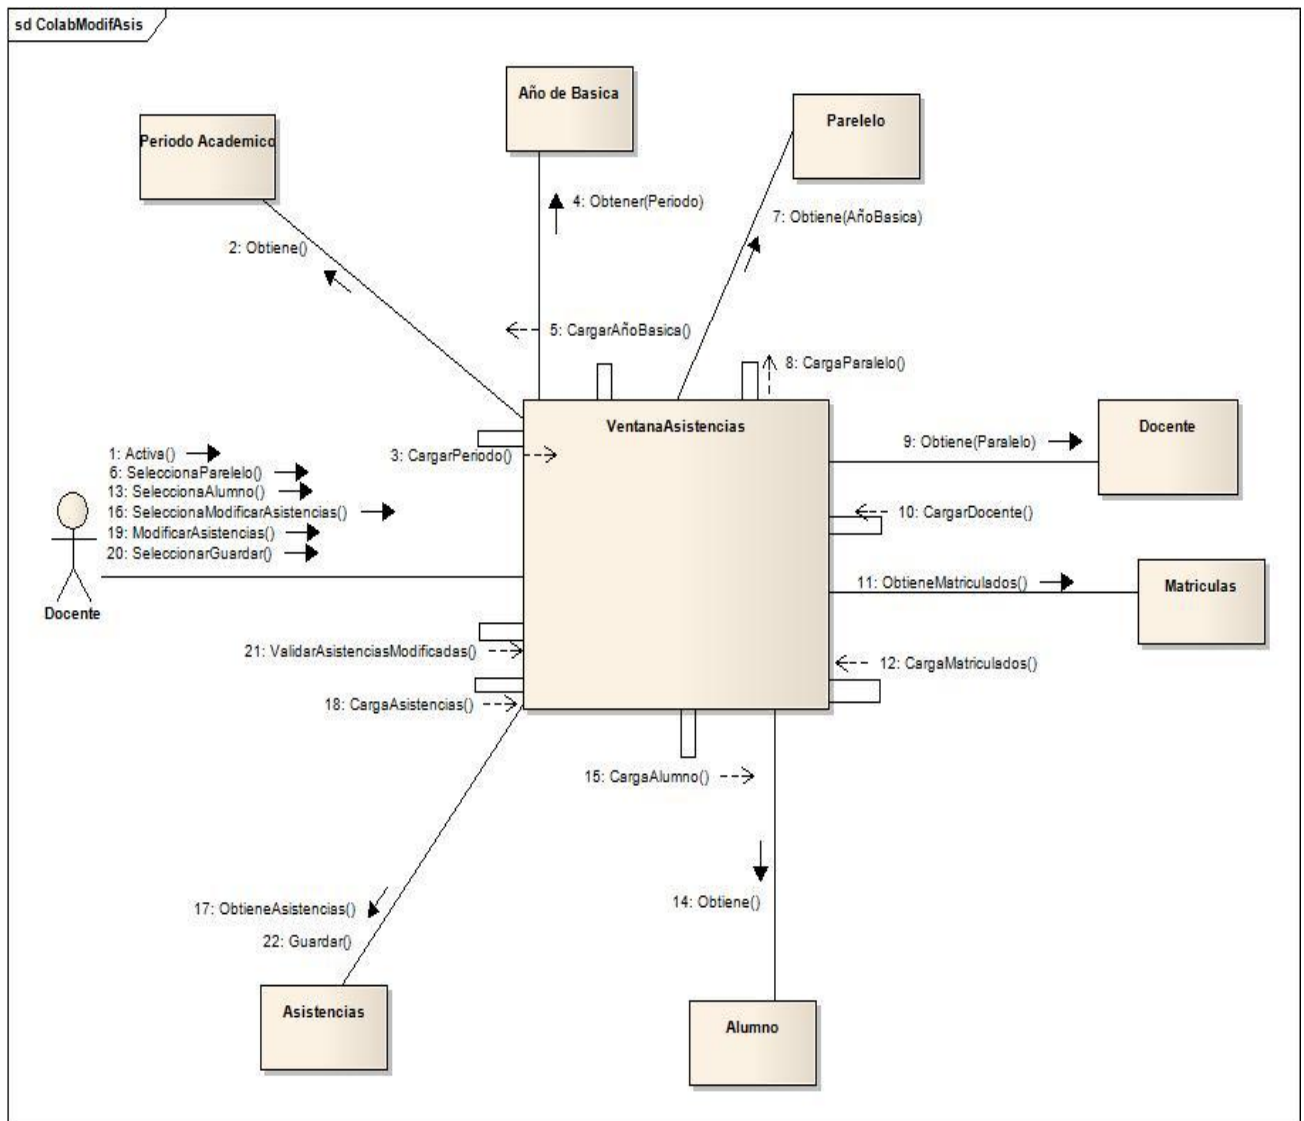 sd ColabModifAsis
Año de Basica
Parelelo
Periodo Academico
4: Obtener(Periodo)
7: Obtiene(AñoBasica)
2: Obtiene()
5: CargarAñoBasica()
8: CargaParalelo()
VentanaAsistencias
Docente
9: Obtiene(Paralelo)
3: CargarPeriodo()
1: Activa()
6: SeleccionaParelelo()
13: SeleccionaAlumno()
16: SeleccionaModificarAsistencias()
19: ModificarAsistencias()
20: SeleccionarGuardar()
10: CargarDocente()
11: ObtieneMatriculados()
Matriculas
Docente
21: ValidarAsistenciasModificadas()
12: CargaMatriculados()
18: CargaAsistencias()
15: CargaAlumno()
17: ObtieneAsistencias()
14: Obtiene()
22: Guardar()
Asistencias
Alumno